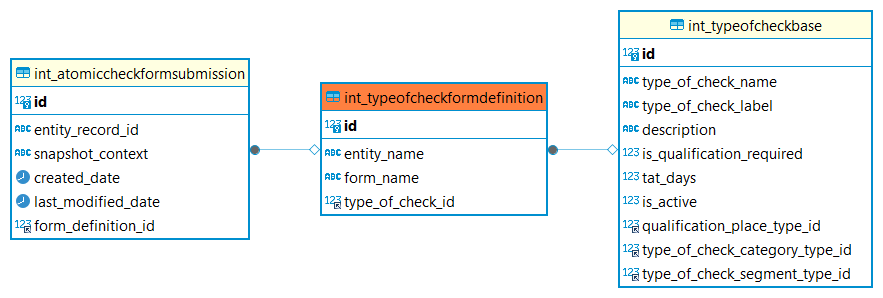 int_atomiccheckformsubmission
id
entity_record_id
snapshot_context
created_date
last_modified_date
form_definition_id
int_typeofcheckformdefinition
id
entity_name
form_name
type_of_check_id
int_typeofcheckbase
id
type_of_check_name
type_of_check_label
description
is_qualification_required
tat_days
is_active
qualification_place_type_id
type_of_check_category_type_id
type_of_check_segment_type_id